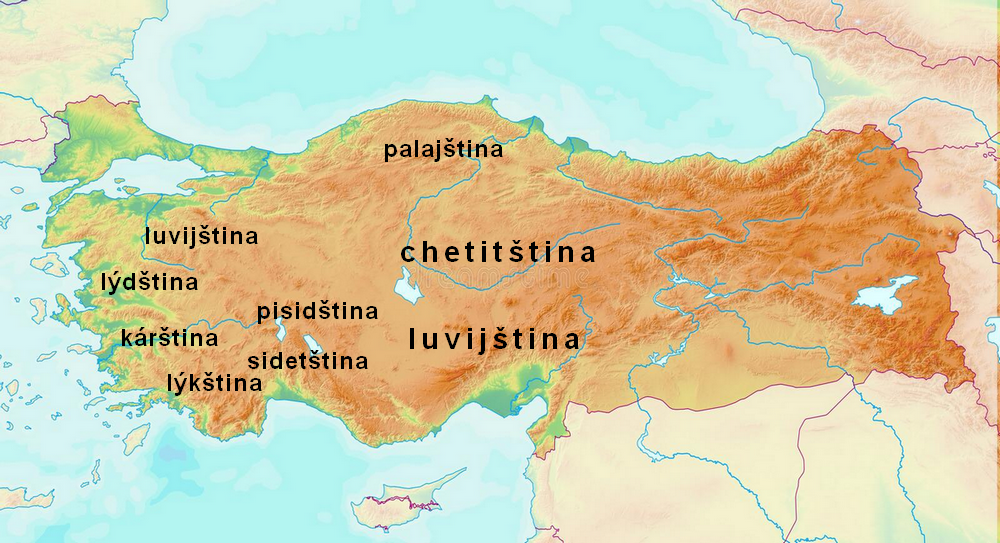 palajština
luvijština
chetitština
lýdština
pisidština
kárština
luvijština
sidetština
lýkština